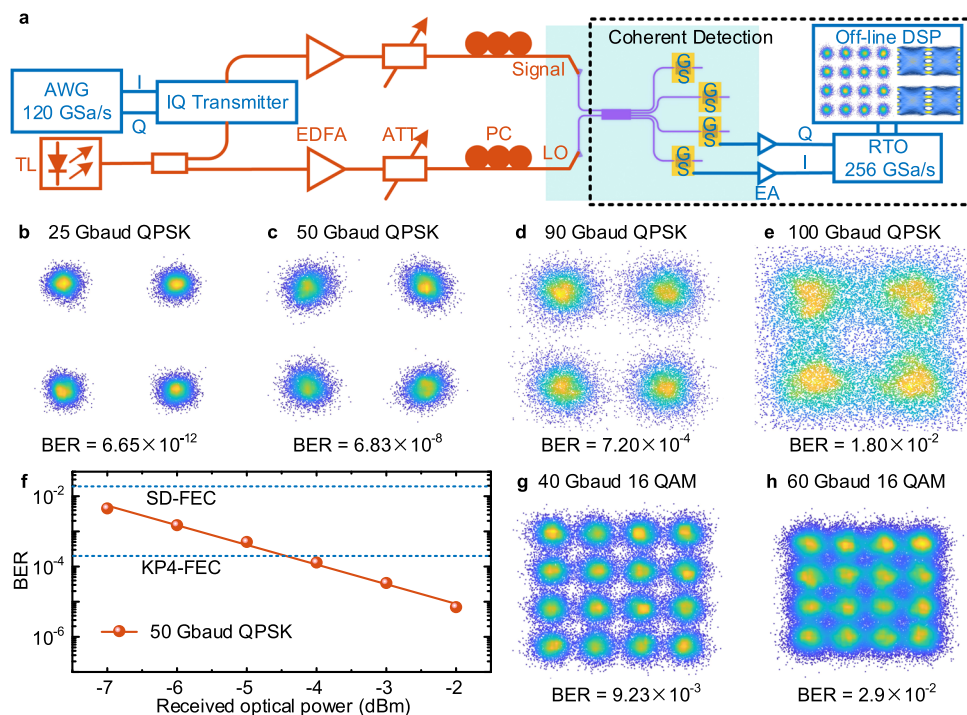 a
Coherent Detection
Off-line DSP
AWG
120 GSa/s
I
Q
IQ Transmitter
Signal
G
S
G
S
G
S
G
S
TL
EDFA
ATT
PC
LO
Q
I
EA
RTO
256 GSa/s
b 25 Gbaud QPSK
c 50 Gbaud QPSK
d 90 Gbaud QPSK
e 100 Gbaud QPSK
BER = 6.65×10^-12
BER = 6.83×10^-8
BER = 7.20×10^-4
BER = 1.80×10^-2
f
BER
10^-2
10^-4
10^-6
SD-FEC
KP4-FEC
50 Gbaud QPSK
-7 -6 -5 -4 -3 -2
Received optical power (dBm)
g 40 Gbaud 16 QAM
h 60 Gbaud 16 QAM
BER = 9.23×10^-3
BER = 2.9×10^-2